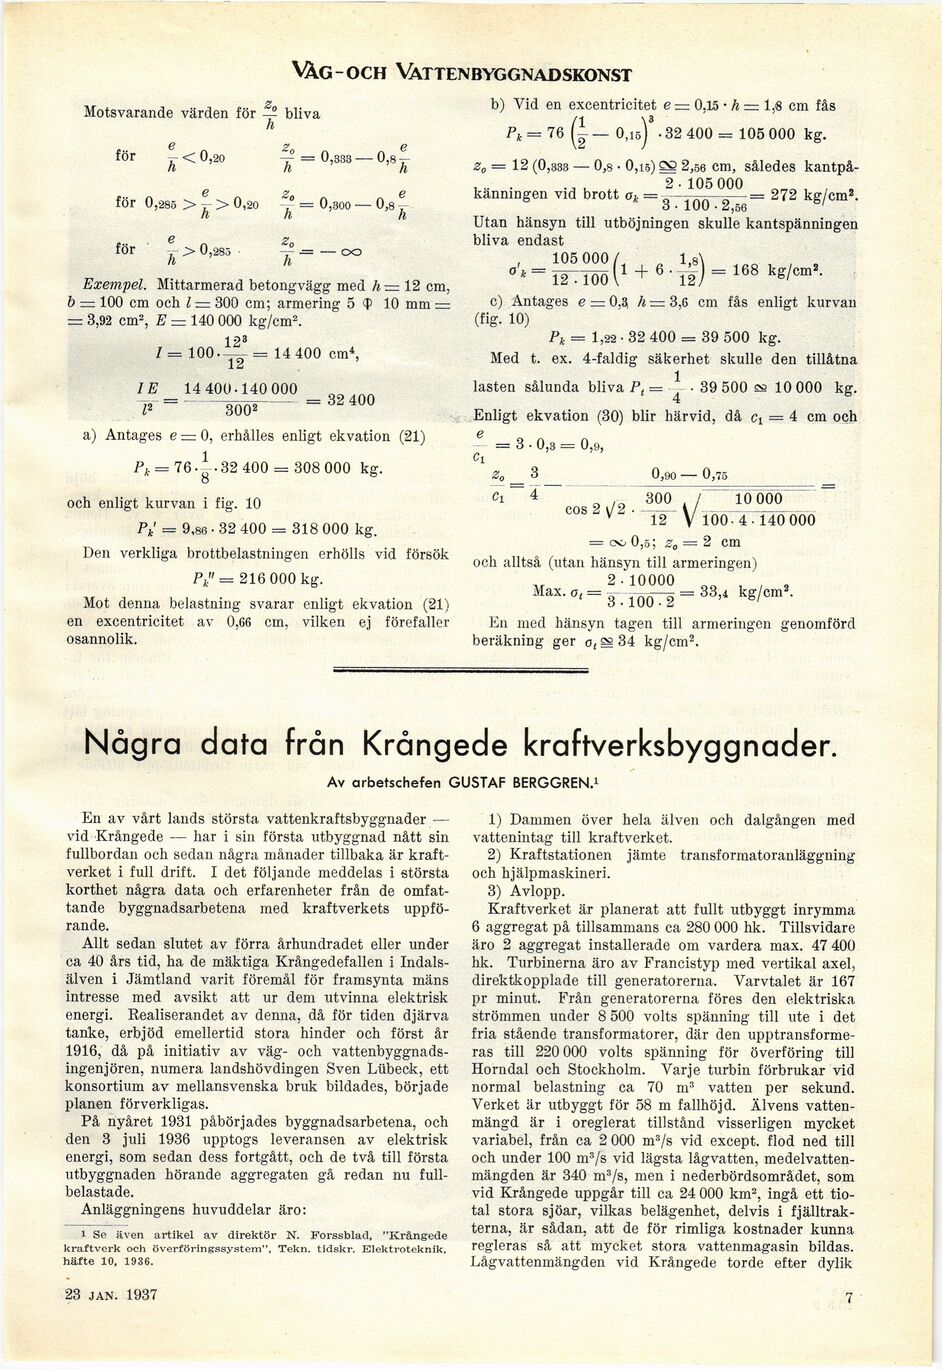 VÄG- OCH VATTENBYGGNADSKONST
Motsvarande värden för z₀/h bliva
för e/h < 0,20 z₀/h = 0,333 — 0,8 e/h
för 0,285 > e/h > 0,20 z₀/h = 0,300 — 0,8 e/h
för e/h > 0,285 z₀/h = — ∞
Exempel. Mittarmerad betongvägg med h = 12 cm,
b = 100 cm och l = 300 cm; armering 5 Φ 10 mm =
= 3,92 cm², E = 140 000 kg/cm².
I = 100 · 12³/12 = 14 400 cm⁴,
IE/l² = 14 400 · 140 000/300² = 32 400
a) Antages e = 0, erhålles enligt ekvation (21)
Pₖ = 76 · 1/8 · 32 400 = 308 000 kg.
och enligt kurvan i fig. 10
Pₖ' = 9,86 · 32 400 = 318 000 kg.
Den verkliga brottbelastningen erhölls vid försök
Pₖ" = 216 000 kg.
Mot denna belastning svarar enligt ekvation (21)
en excentricitet av 0,66 cm, vilken ej förefaller
osannolik.
b) Vid en excentricitet e = 0,15 · h = 1,8 cm fås
Pₖ = 76 (1/2 — 0,15)³ · 32 400 = 105 000 kg.
z₀ = 12 (0,333 — 0,8 · 0,15) ≌ 2,56 cm, således kantpå-
känningen vid brott σₖ = 2 · 105 000/3 · 100 · 2,56 = 272 kg/cm².
Utan hänsyn till utböjningen skulle kantspänningen
bliva endast
σ'ₖ = 105 000/12 · 100 (1 + 6 · 1,8/12) = 168 kg/cm².
c) Antages e = 0,3 h = 3,6 cm fås enligt kurvan
(fig. 10)
Pₖ = 1,22 · 32 400 = 39 500 kg.
Med t. ex. 4-faldig säkerhet skulle den tillåtna
lasten sålunda bliva Pₜ = 1/4 · 39 500 ∾ 10 000 kg.
Enligt ekvation (30) blir härvid, då c₁ = 4 cm och
e/c₁ = 3 · 0,3 = 0,9,
z₀/c₁ = 3/4 — 0,90 — 0,75/cos 2 √2 · 300/12 √10 000/100 · 4 · 140 000 =
= ∾ 0,5; z₀ = 2 cm
och alltså (utan hänsyn till armeringen)
Max. σₜ = 2 · 10000/3 · 100 · 2 = 33,4 kg/cm².
En med hänsyn tagen till armeringen genomförd
beräkning ger σₜ ≌ 34 kg/cm².
Några data från Krångede kraftverksbyggnader.
Av arbetschefen GUSTAF BERGGREN.¹
En av vårt lands största vattenkraftsbyggnader —
vid Krångede — har i sin första utbyggnad nått sin
fullbordan och sedan några månader tillbaka är kraft-
verket i full drift. I det följande meddelas i största
korthet några data och erfarenheter från de omfat-
tande byggnadsarbetena med kraftverkets uppfö-
rande.
Allt sedan slutet av förra århundradet eller under
ca 40 års tid, ha de mäktiga Krångedefallen i Indals-
älven i Jämtland varit föremål för framsynta mäns
intresse med avsikt att ur dem utvinna elektrisk
energi. Realiserandet av denna, då för tiden djärva
tanke, erbjöd emellertid stora hinder och först år
1916, då på initiativ av väg- och vattenbyggnads-
ingenjören, numera landshövdingen Sven Lübeck, ett
konsortium av mellansvenska bruk bildades, började
planen förverkligas.
På nyåret 1931 påbörjades byggnadsarbetena, och
den 3 juli 1936 upptogs leveransen av elektrisk
energi, som sedan dess fortgått, och de två till första
utbyggnaden hörande aggregaten gå redan nu full-
belastade.
Anläggningens huvuddelar äro:
¹ Se även artikel av direktör N. Forssblad, "Krångede
kraftverk och överföringssystem", Tekn. tidskr. Elektroteknik,
häfte 10, 1936.
1) Dammen över hela älven och dalgången med
vattenintag till kraftverket.
2) Kraftstationen jämte transformatoranläggning
och hjälpmaskineri.
3) Avlopp.
Kraftverket är planerat att fullt utbyggt inrymma
6 aggregat på tillsammans ca 280 000 hk. Tillsvidare
äro 2 aggregat installerade om vardera max. 47 400
hk. Turbinerna äro av Francistyp med vertikal axel,
direktkopplade till generatorerna. Varvtalet är 167
pr minut. Från generatorerna föres den elektriska
strömmen under 8 500 volts spänning till ute i det
fria stående transformatorer, där den upptransforme-
ras till 220 000 volts spänning för överföring till
Horndal och Stockholm. Varje turbin förbrukar vid
normal belastning ca 70 m³ vatten per sekund.
Verket är utbyggt för 58 m fallhöjd. Älvens vatten-
mängd är i oreglerat tillstånd visserligen mycket
variabel, från ca 2 000 m³/s vid except. flod ned till
och under 100 m³/s vid lägsta lågvatten, medelvatten-
mängden är 340 m³/s, men i nederbördsområdet, som
vid Krångede uppgår till ca 24 000 km², ingå ett tio-
tal stora sjöar, vilkas belägenhet, delvis i fjälltrak-
terna, är sådan, att de för rimliga kostnader kunna
regleras så att mycket stora vattenmagasin bildas.
Lågvattenmängden vid Krångede torde efter dylik
23 JAN. 1937
7